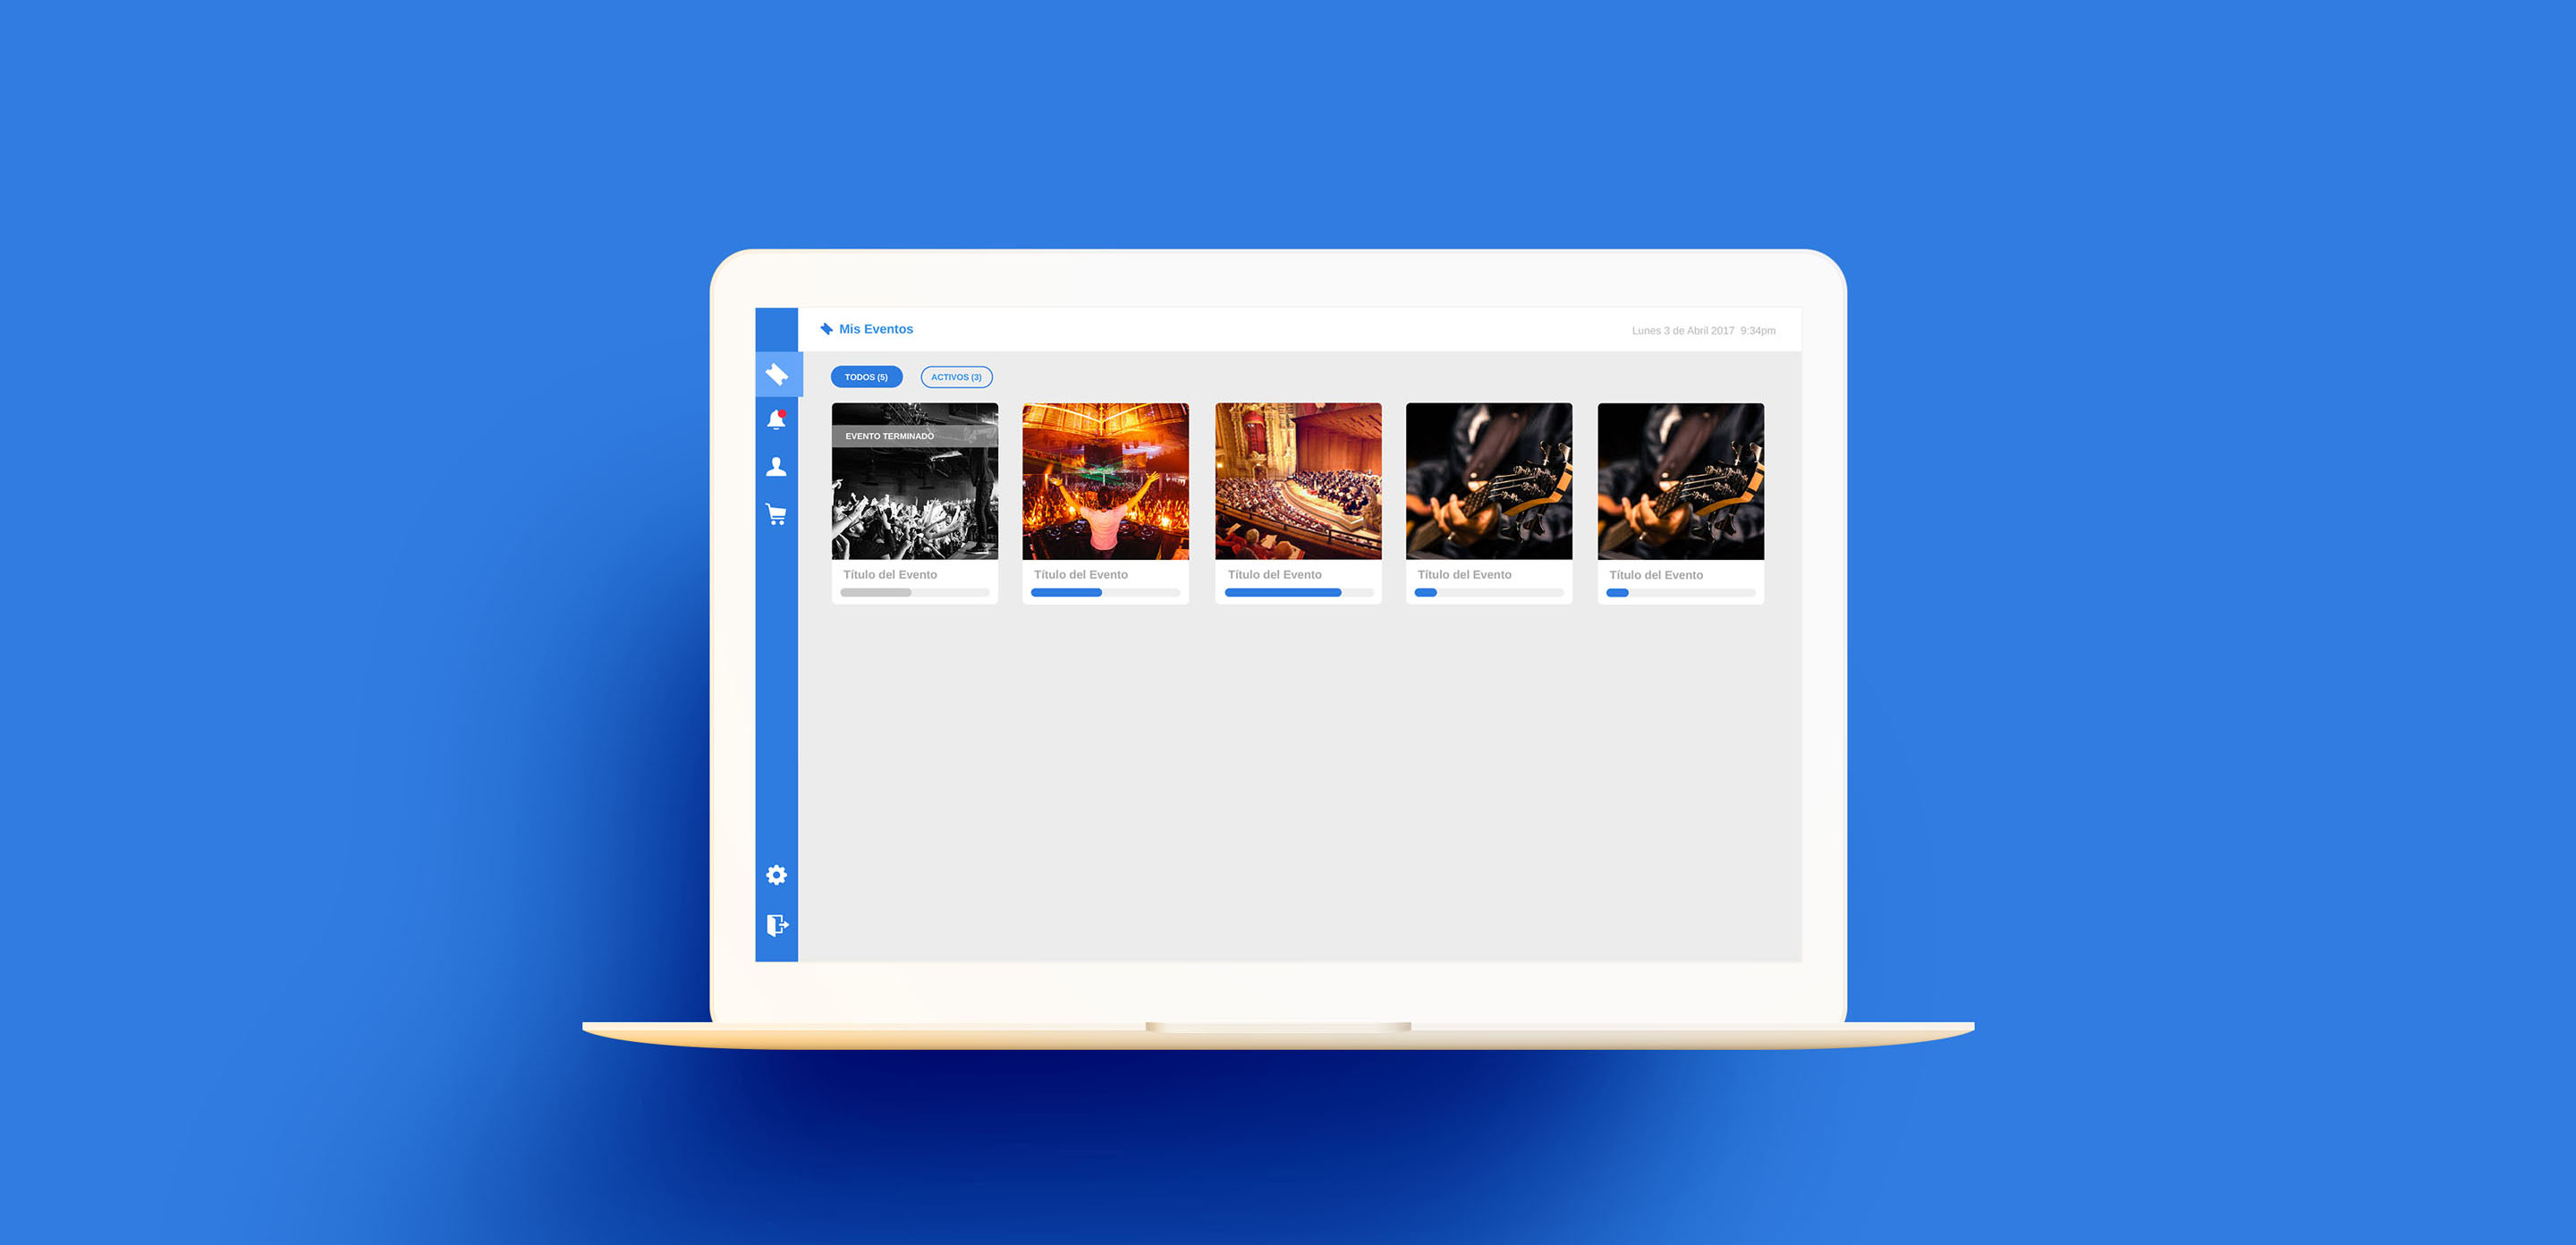 Mis Eventos
Lunes 3 de Abril 2017 9:34pm
TODOS (5)
ACTIVOS (3)
EVENTO TERMINADO
Título del Evento
Título del Evento
Título del Evento
Título del Evento
Título del Evento